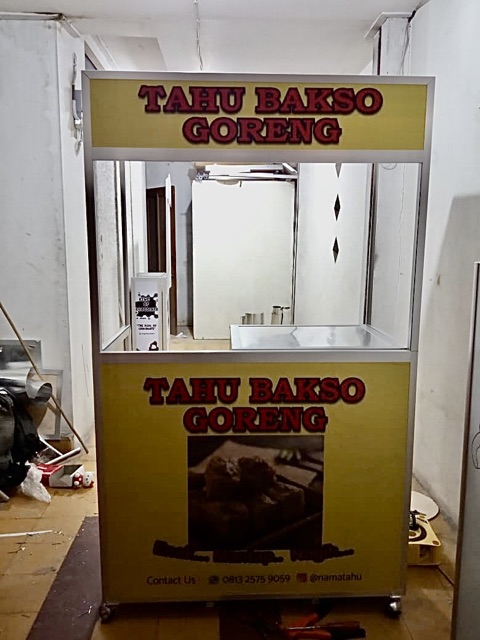 TAHU BAKSO
GORENG
TAHU BAKSO
GORENG
Contact Us 0813 2575 9059 @namatahu